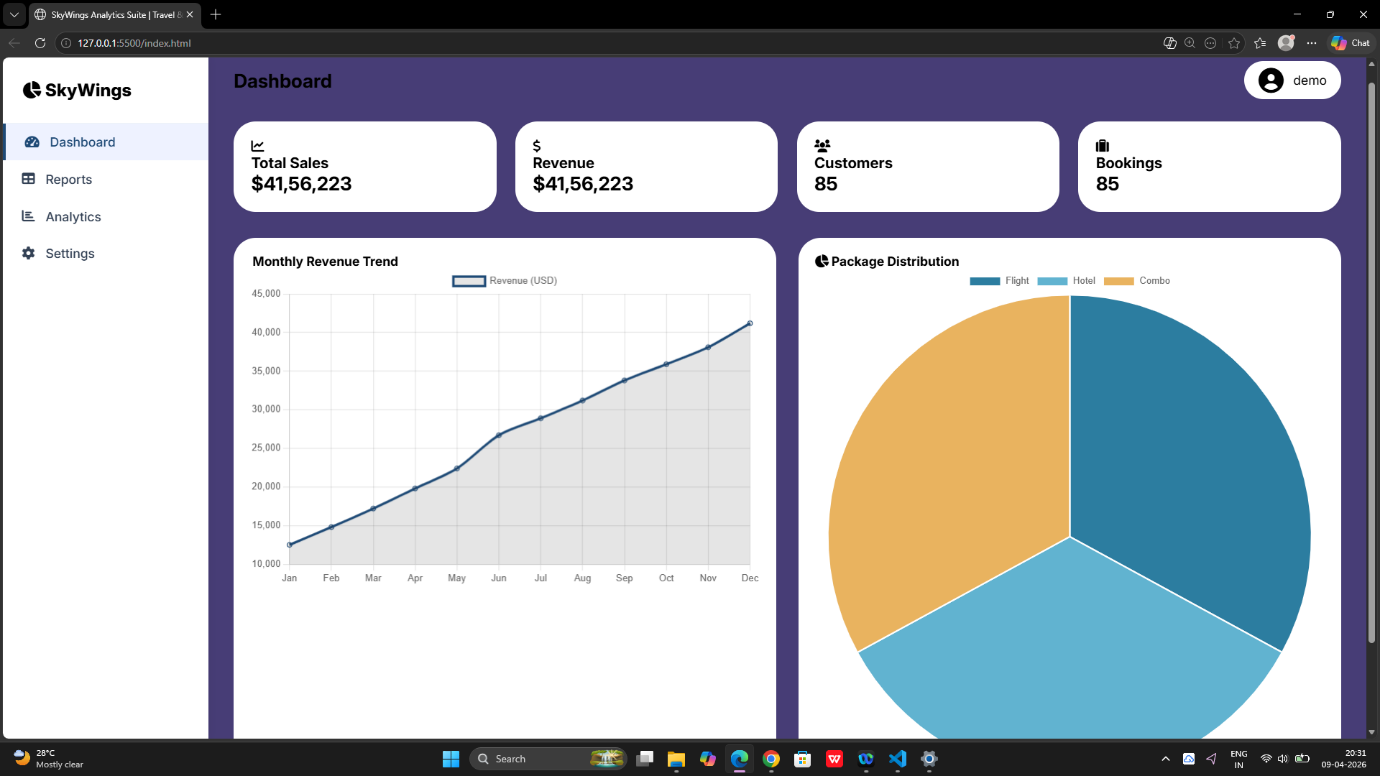 SkyWings Analytics Suite | Travel &
127.0.0.1:5500/index.html
Chat
SkyWings
Dashboard
Reports
Analytics
Settings
Dashboard
demo
Total Sales
$41,56,223
Revenue
$41,56,223
Customers
85
Bookings
85
Monthly Revenue Trend
Revenue (USD)
45,000
40,000
35,000
30,000
25,000
20,000
15,000
10,000
Jan Feb Mar Apr May Jun Jul Aug Sep Oct Nov Dec
Package Distribution
Flight Hotel Combo
28°C
Mostly clear
Search
ENG
IN
20:31
09-04-2026